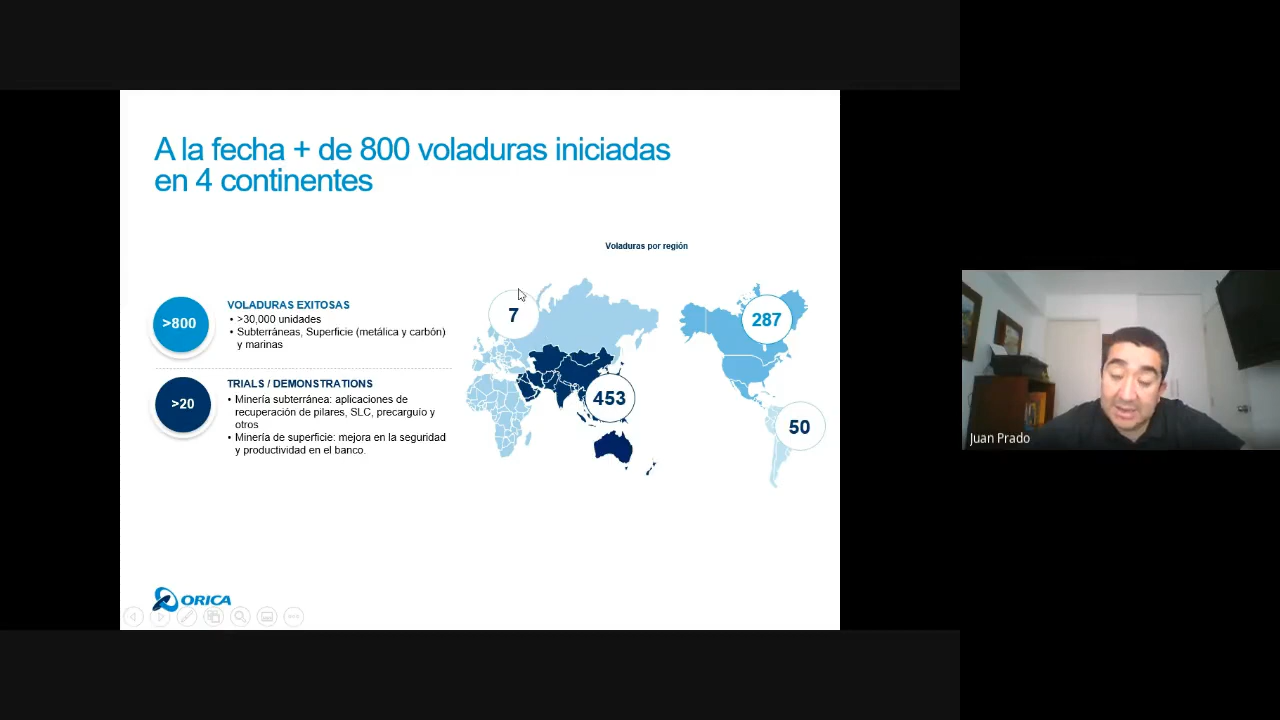 A la fecha + de 800 voladuras iniciadas
en 4 continentes
Voladuras por región
>800
VOLADURAS EXITOSAS
• >30,000 unidades
• Subterráneas, Superficie (metálica y carbón)
y marinas
>20
TRIALS / DEMONSTRATIONS
• Minería subterránea: aplicaciones de
recuperación de pilares, SLC, precarguío y
otros
• Minería de superficie: mejora en la seguridad
y productividad en el banco.
7
453
287
50
ORICA
Juan Prado